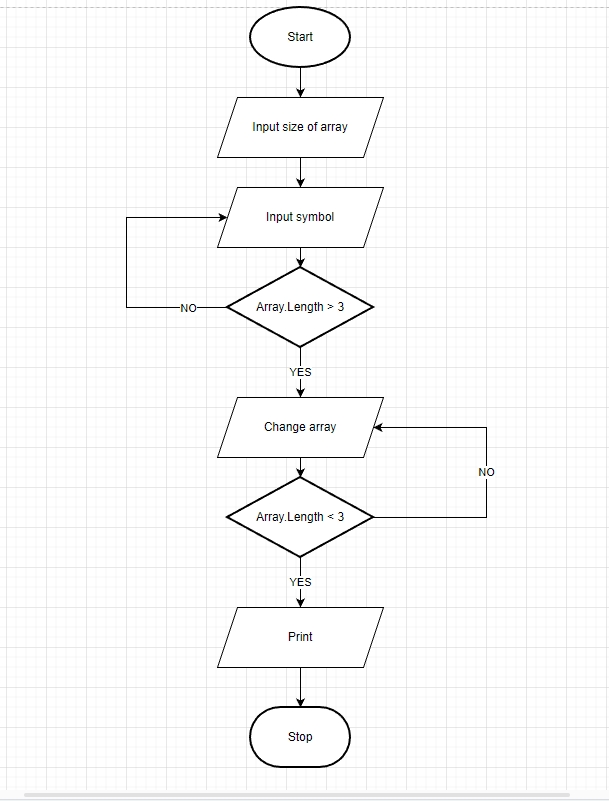 Start
Input size of array
Input symbol
Array.Length > 3
NO
YES
Change array
NO
Array.Length < 3
YES
Print
Stop